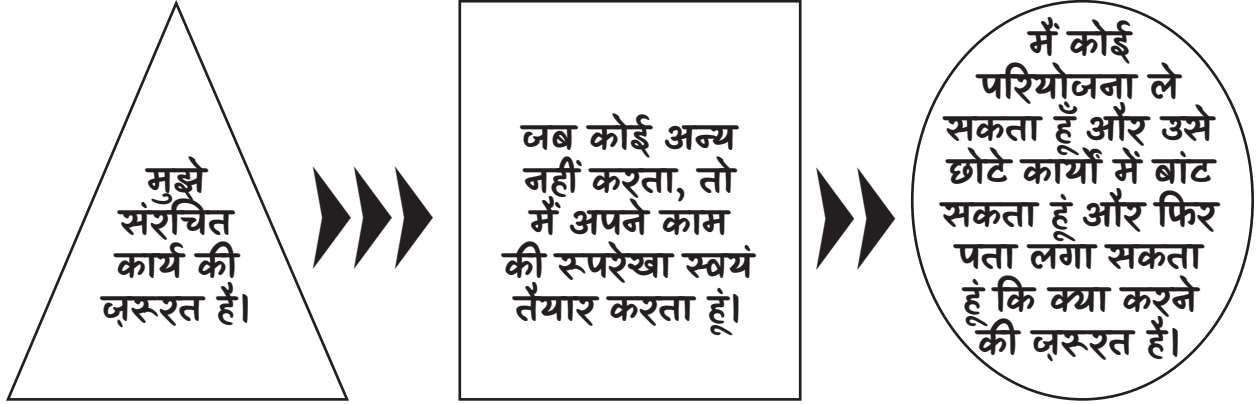 मुझे
संरचित
कार्य की
ज़रूरत है।
जब कोई अन्य
नहीं करता, तो
मैं अपने काम
की रूपरेखा स्वयं
तैयार करता हूं।
मैं कोई
परियोजना ले
सकता हूँ और उसे
छोटे कार्यों में बांट
सकता हूं और फिर
पता लगा सकता
हूं कि क्या करने
की ज़रूरत है।